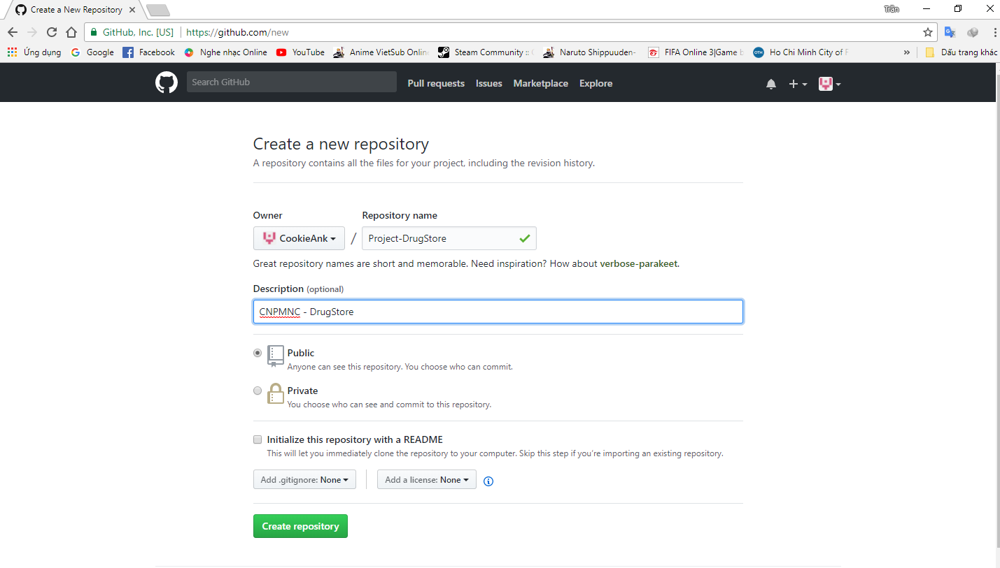 Create a New Repository
Trần
GitHub, Inc. [US] https://github.com/new
Ứng dụng Google Facebook Nghe nhạc Online YouTube Anime VietSub Onlin Steam Community :: Naruto Shippuuden- FIFA Online 3|Game Ho Chi Minh City of » Dấu trang khác
Search GitHub Pull requests Issues Marketplace Explore
Create a new repository
A repository contains all the files for your project, including the revision history.
Owner Repository name
CookieAnk / Project-DrugStore
Great repository names are short and memorable. Need inspiration? How about verbose-parakeet.
Description (optional)
CNPMNC - DrugStore
Public
Anyone can see this repository. You choose who can commit.
Private
You choose who can see and commit to this repository.
Initialize this repository with a README
This will let you immediately clone the repository to your computer. Skip this step if you're importing an existing repository.
Add .gitignore: None Add a license: None
Create repository